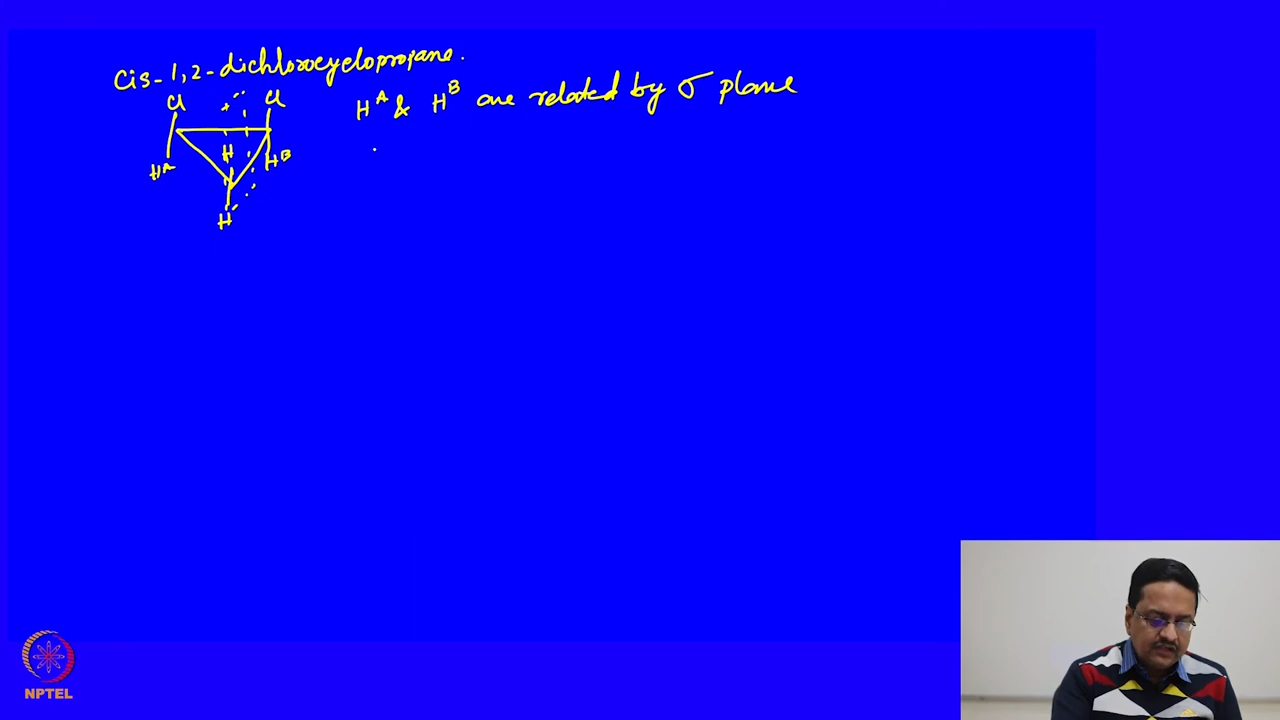 Cis-1,2-dichlorocyclopropane.
H^A & H^B are related by σ plane
Cl Cl
H
H^A H^B
H
NPTEL